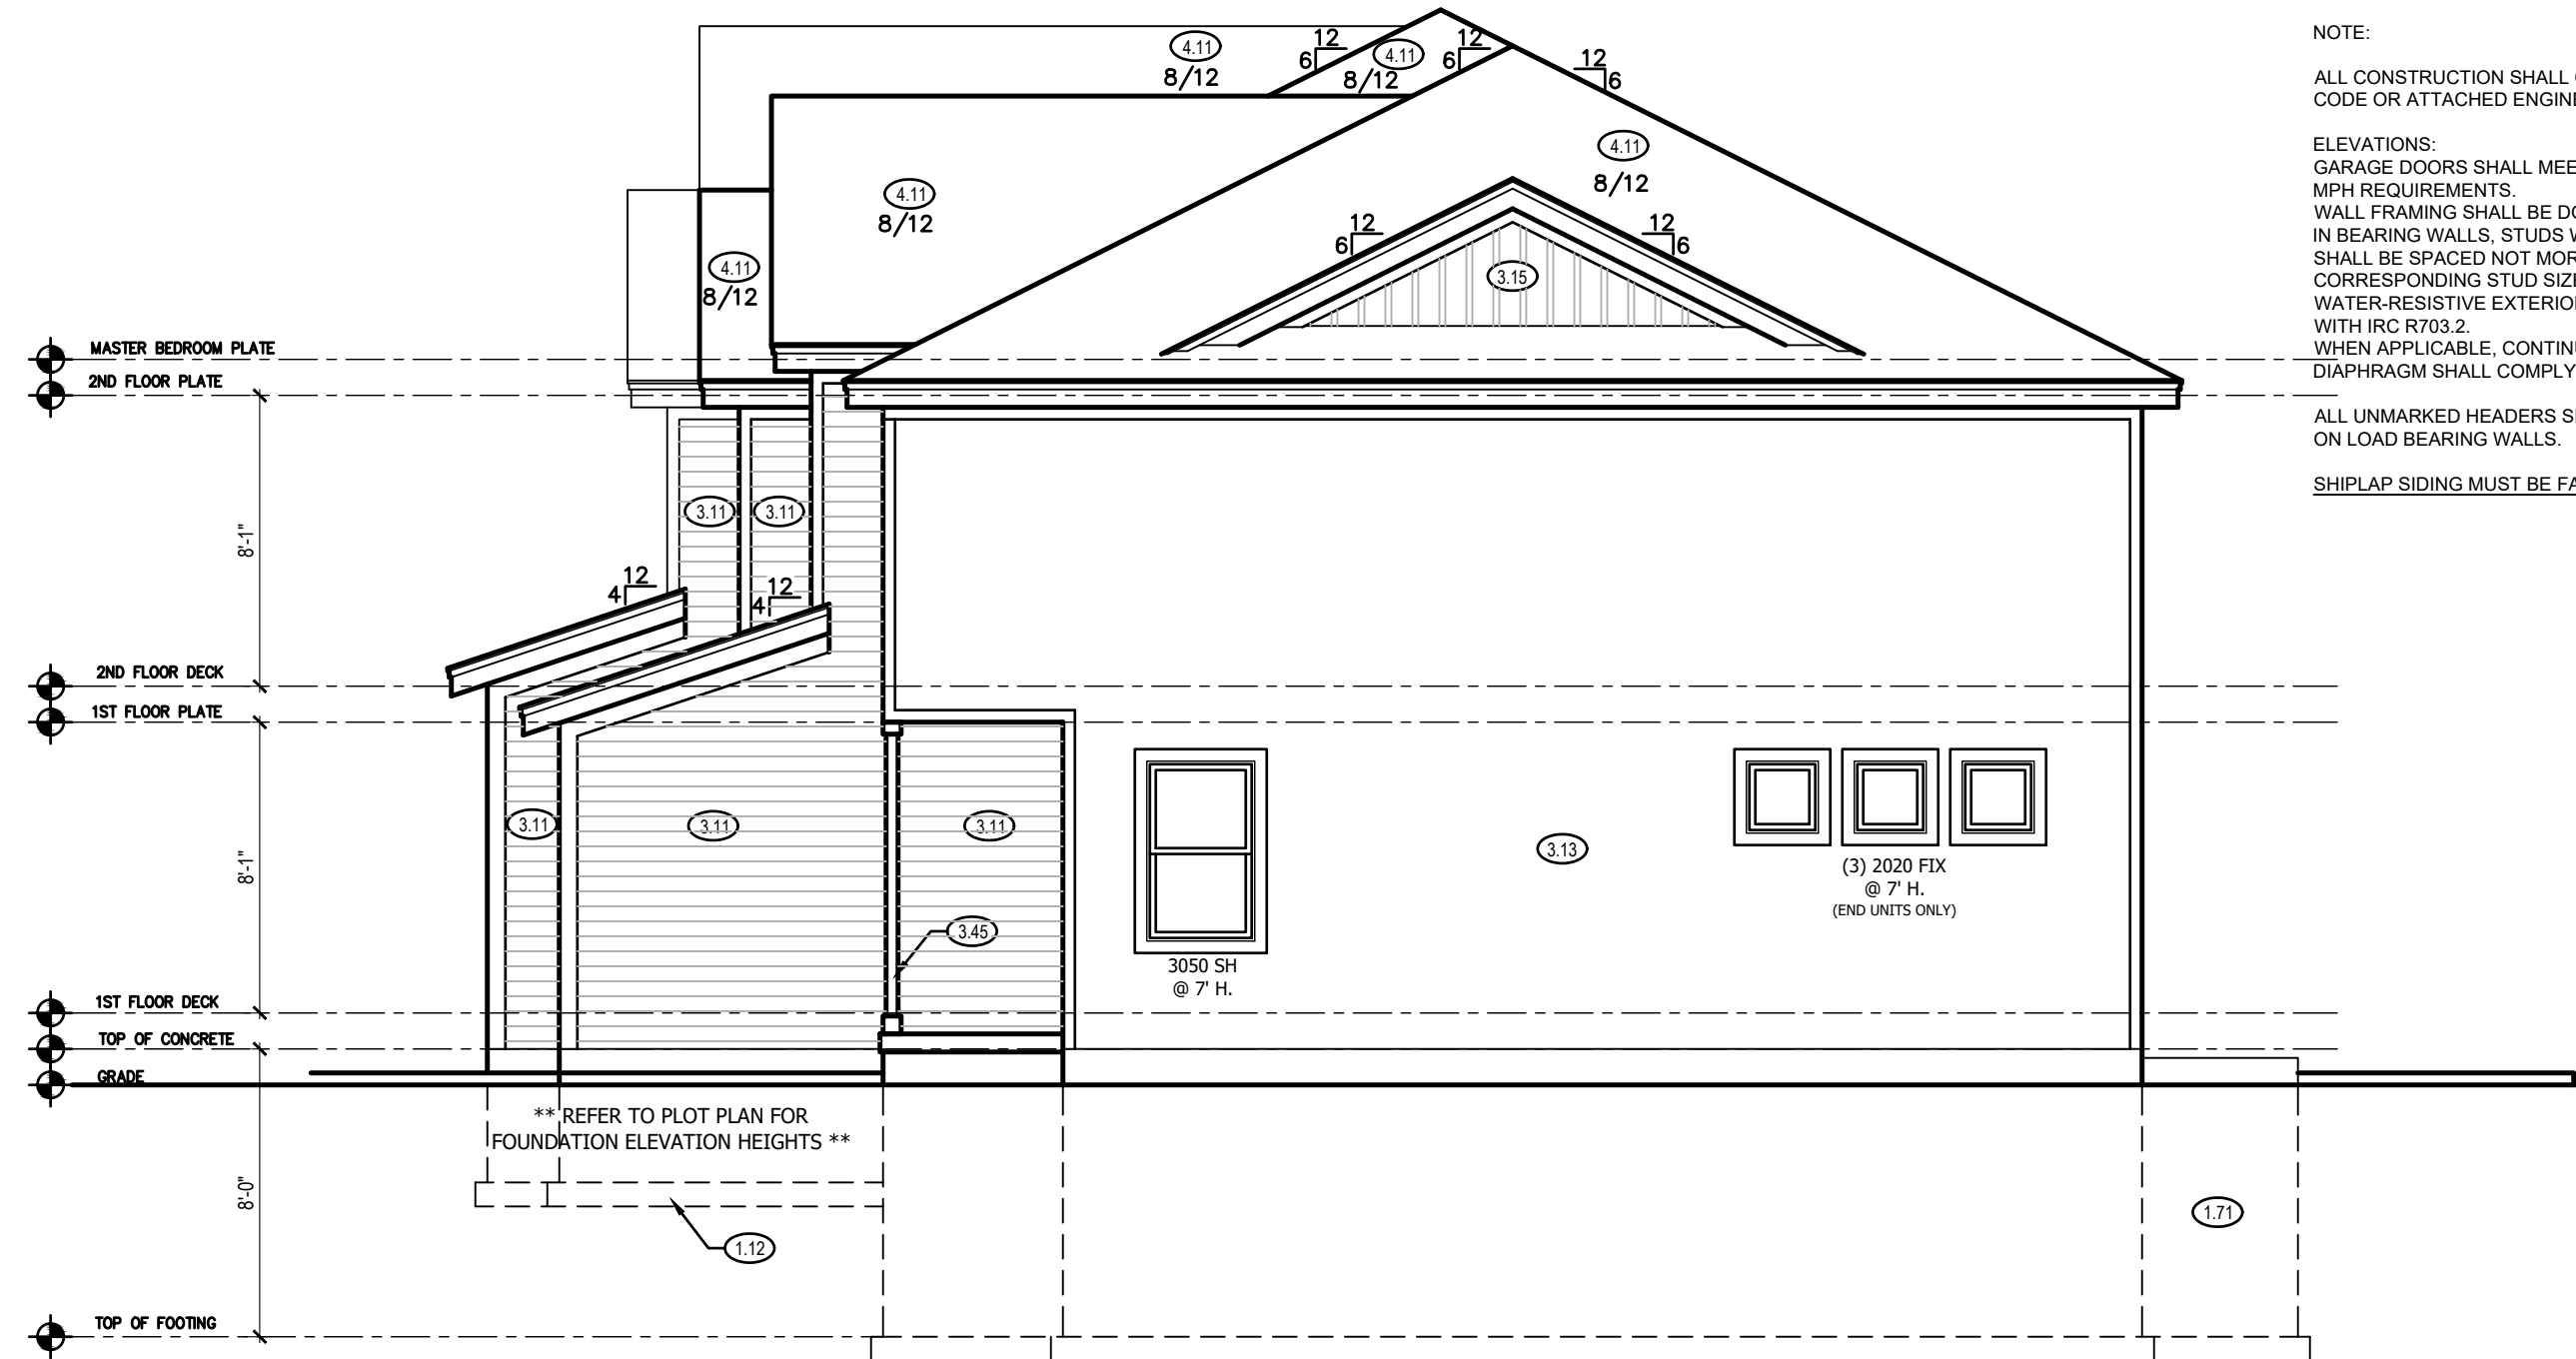 NOTE:
ALL CONSTRUCTION SHALL
CODE OR ATTACHED
ELEVATIONS:
GARAGE DOORS SHALL
MPH REQUIREMENTS.
WALL FRAMING SHALL BE
IN BEARING WALLS, STUDS
SHALL BE SPACED NOT
CORRESPONDING STUD
WATER-RESISTIVE
WITH IRC R703.2.
WHEN APPLICABLE,
DIAPHRAGM SHALL COMPLY
ALL UNMARKED HEADERS
ON LOAD BEARING WALLS.
SHIPLAP SIDING MUST BE
4.11
8/12
12
6
4.11
8/12
12
6
12
6
4.11
8/12
4.11
8/12
12
6
12
6
3.15
4.11
8/12
MASTER BEDROOM PLATE
2ND FLOOR PLATE
8'-1"
3.11
3.11
12
4
12
4
2ND FLOOR DECK
1ST FLOOR PLATE
8'-1"
3.11
3.11
3.11
3.13
(3) 2020 FIX
@ 7' H.
(END UNITS ONLY)
3.45
3050 SH
@ 7' H.
1ST FLOOR DECK
TOP OF CONCRETE
GRADE
** REFER TO PLOT PLAN FOR
FOUNDATION ELEVATION HEIGHTS **
8'-0"
1.12
1.71
TOP OF FOOTING